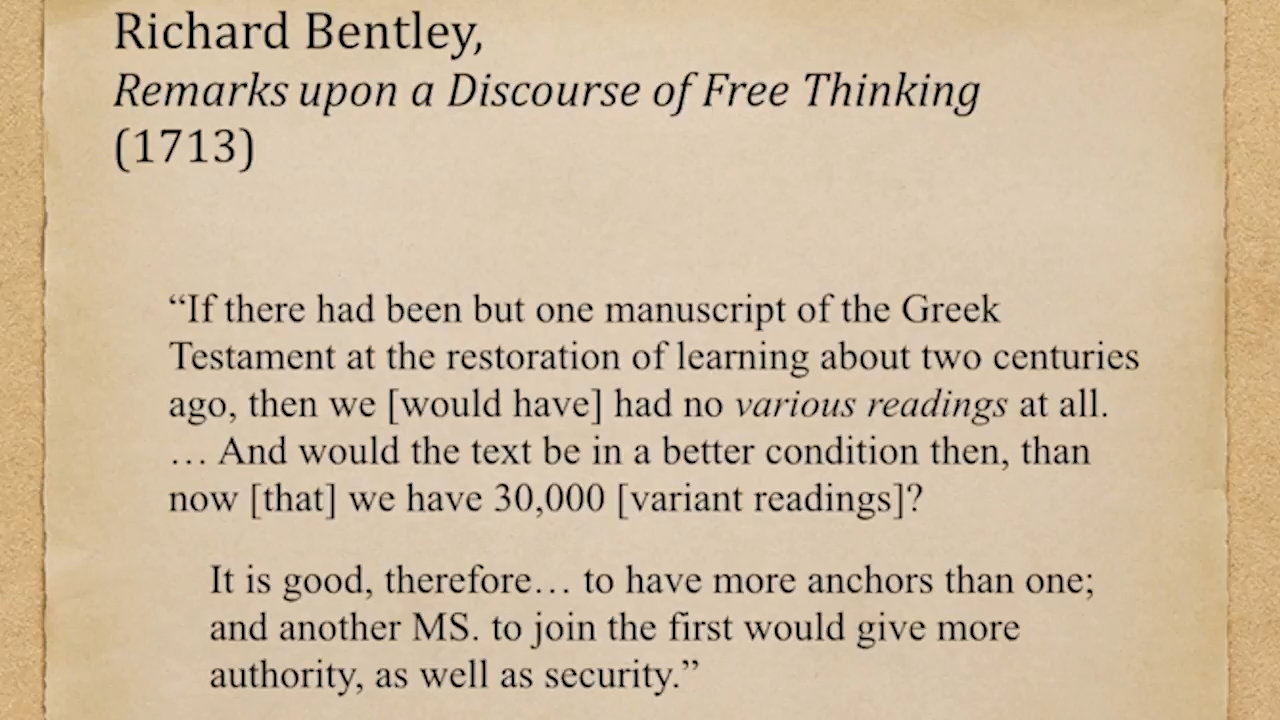 Richard Bentley,
Remarks upon a Discourse of Free Thinking
(1713)
“If there had been but one manuscript of the Greek
Testament at the restoration of learning about two centuries
ago, then we [would have] had no various readings at all.
… And would the text be in a better condition then, than
now [that] we have 30,000 [variant readings]?
It is good, therefore… to have more anchors than one;
and another MS. to join the first would give more
authority, as well as security.”